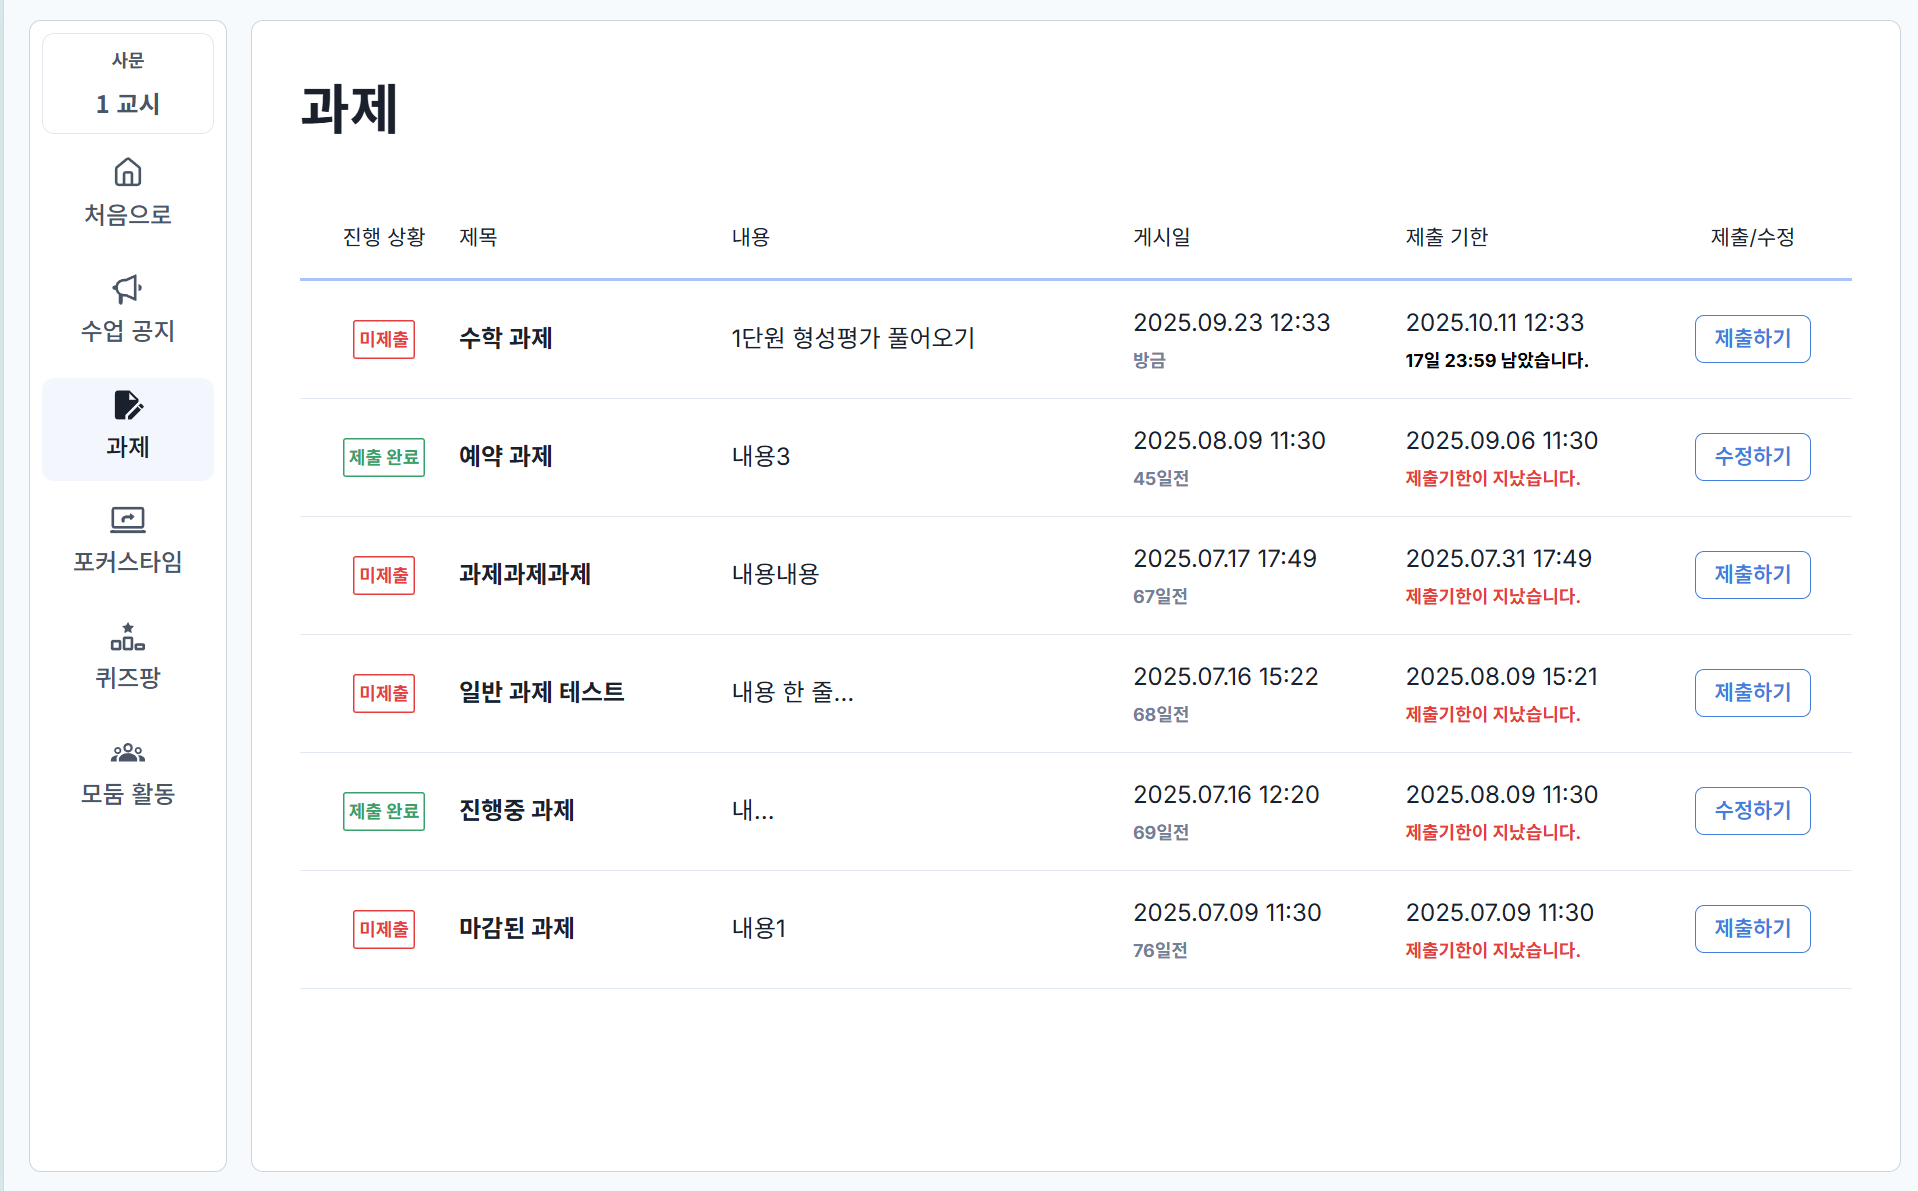 사문
1 교시
처음으로
수업 공지
과제
포커스타임
퀴즈팡
모둠 활동
과제
진행 상황 제목 내용 게시일 제출 기한 제출/수정
미제출 수학 과제 1단원 형성평가 풀어오기 2025.09.23 12:33 2025.10.11 12:33 제출하기
방금 17일 23:59 남았습니다.
제출 완료 예약 과제 내용3 2025.08.09 11:30 2025.09.06 11:30 수정하기
45일전 제출기한이 지났습니다.
미제출 과제과제과제 내용내용 2025.07.17 17:49 2025.07.31 17:49 제출하기
67일전 제출기한이 지났습니다.
미제출 일반 과제 테스트 내용 한 줄... 2025.07.16 15:22 2025.08.09 15:21 제출하기
68일전 제출기한이 지났습니다.
제출 완료 진행중 과제 내... 2025.07.16 12:20 2025.08.09 11:30 수정하기
69일전 제출기한이 지났습니다.
미제출 마감된 과제 내용1 2025.07.09 11:30 2025.07.09 11:30 제출하기
76일전 제출기한이 지났습니다.